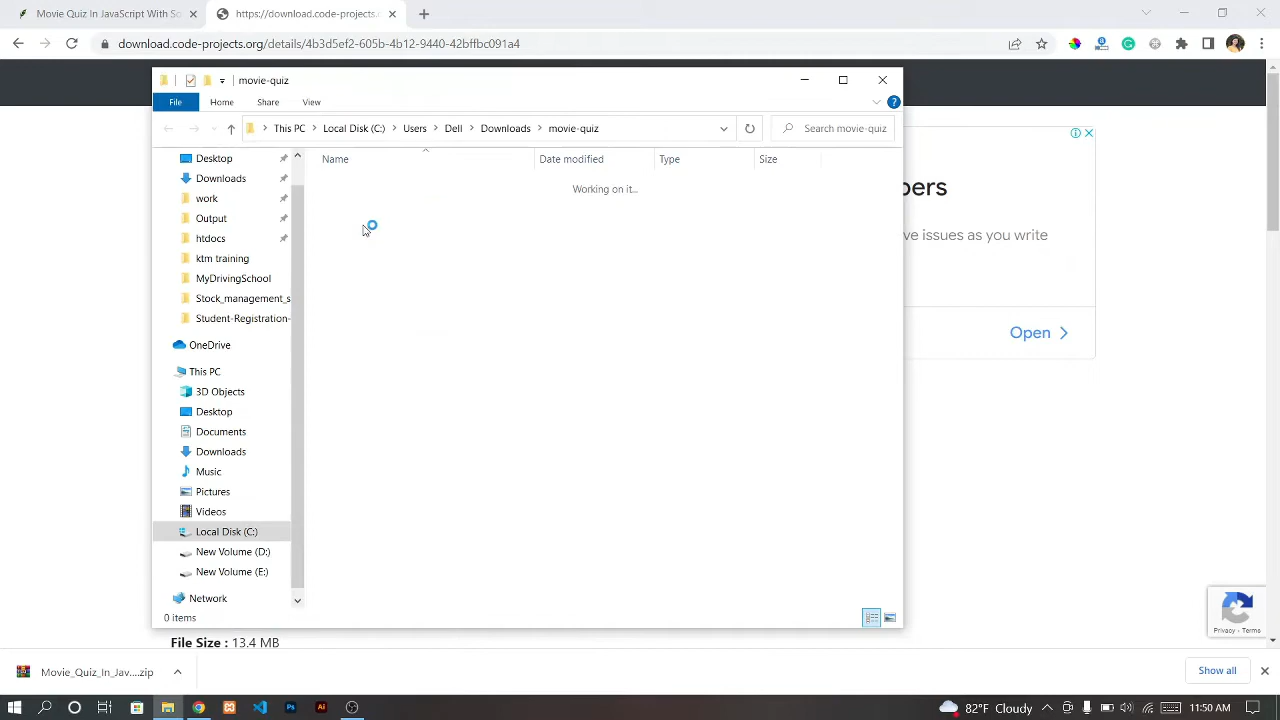 Movie Quiz In JavaScript With So
https://download.code-projects.o
download.code-projects.org/details/4b3d5ef2-605b-4b12-9440-42bffbc091a4
movie-quiz
File
Home
Share
View
This PC
Local Disk (C:)
Users
Dell
Downloads
movie-quiz
Search movie-quiz
Name
Date modified
Type
Size
Working on it...
Desktop
Downloads
work
Output
htdocs
ktm training
MyDrivingSchool
Stock_management_s
Student-Registration-
OneDrive
This PC
3D Objects
Desktop
Documents
Downloads
Music
Pictures
Videos
Local Disk (C:)
New Volume (D:)
New Volume (E:)
Network
0 items
pers
ve issues as you write
Open
Privacy - Terms
File Size : 13.4 MB
Movie_Quiz_In_Jav....zip
Show all
82°F Cloudy
11:50 AM